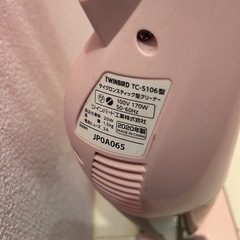 TWINBIRD TC-5106型
サイクロンスティック型クリーナー
100V 170W
50-60Hz
ツインバード工業株式会社
2020年製
JP0A06S